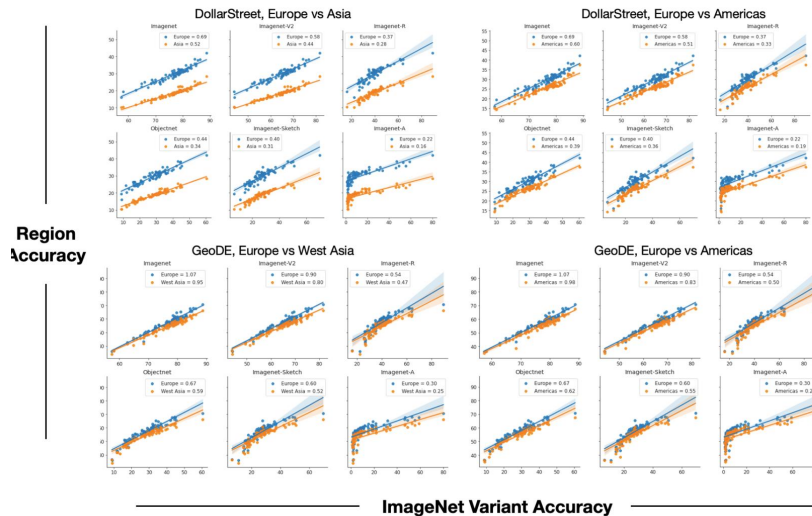 DollarStreet, Europe vs Asia
DollarStreet, Europe vs Americas
Imagenet
Imagenet-V2
Imagenet-R
Imagenet
Imagenet-V2
Imagenet-R
Europe = 0.69
Asia = 0.52
Europe = 0.58
Asia = 0.44
Europe = 0.37
Asia = 0.28
Europe = 0.69
Americas = 0.60
Europe = 0.58
Americas = 0.51
Europe = 0.37
Americas = 0.33
Objectnet
Imagenet-Sketch
Imagenet-A
Objectnet
Imagenet-Sketch
Imagenet-A
Europe = 0.44
Asia = 0.34
Europe = 0.40
Asia = 0.31
Europe = 0.22
Asia = 0.16
Europe = 0.44
Americas = 0.39
Europe = 0.40
Americas = 0.36
Europe = 0.22
Americas = 0.19
Region
Accuracy
GeoDE, Europe vs West Asia
GeoDE, Europe vs Americas
Imagenet
Imagenet-V2
Imagenet-R
Imagenet
Imagenet-V2
Imagenet-R
Europe = 1.07
West Asia = 0.95
Europe = 0.90
West Asia = 0.80
Europe = 0.54
West Asia = 0.47
Europe = 1.07
Americas = 0.98
Europe = 0.90
Americas = 0.83
Europe = 0.54
Americas = 0.50
Objectnet
Imagenet-Sketch
Imagenet-A
Objectnet
Imagenet-Sketch
Imagenet-A
Europe = 0.67
West Asia = 0.59
Europe = 0.60
West Asia = 0.52
Europe = 0.30
West Asia = 0.25
Europe = 0.67
Americas = 0.62
Europe = 0.60
Americas = 0.55
Europe = 0.30
ImageNet Variant Accuracy